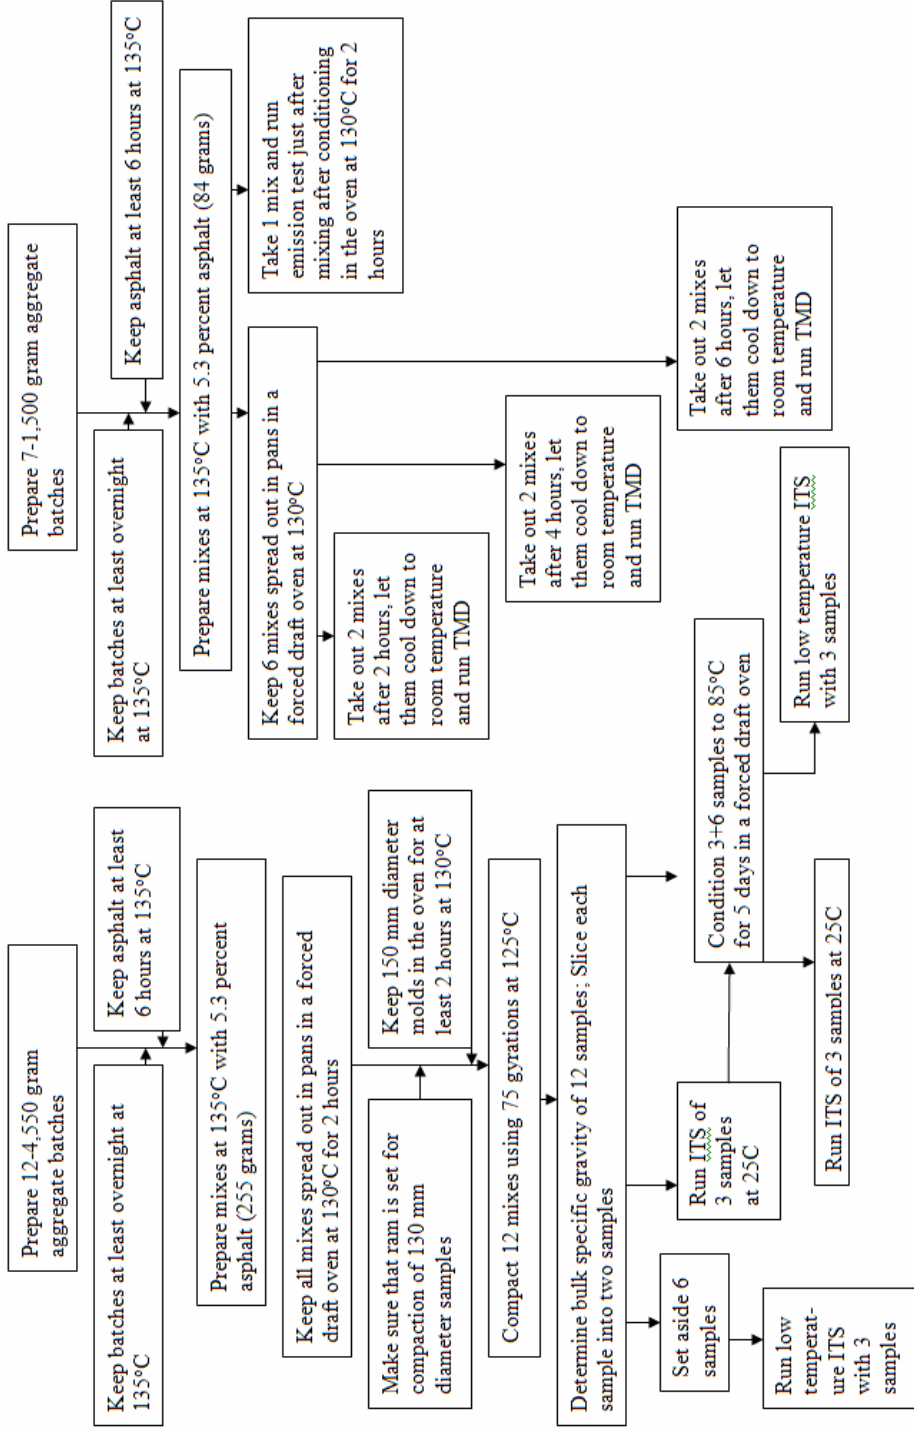 Prepare 12-4,550 gram
aggregate batches
Keep batches at least overnight at
135°C
Keep asphalt at least
6 hours at 135°C
Prepare mixes at 135°C with 5.3 percent
asphalt (255 grams)
Keep all mixes spread out in pans in a forced
draft oven at 130°C for 2 hours
Make sure that ram is set for
compaction of 130 mm
diameter samples
Keep 150 mm diameter
molds in the oven for at
least 2 hours at 130°C
Compact 12 mixes using 75 gyrations at 125°C
Determine bulk specific gravity of 12 samples; Slice each
sample into two samples
Set aside 6
samples
Run low
temperat-
ure ITS
with 3
samples
Run ITS of
3 samples
at 25C
Condition 3+6 samples to 85°C
for 5 days in a forced draft oven
Run ITS of 3 samples at 25C
Run low temperature ITS
with 3 samples
Prepare 7-1,500 gram aggregate
batches
Keep batches at least overnight
at 135°C
Keep asphalt at least 6 hours at 135°C
Prepare mixes at 135°C with 5.3 percent asphalt (84 grams)
Keep 6 mixes spread out in pans in a
forced draft oven at 130°C
Take 1 mix and run
emission test just after
mixing after conditioning
in the oven at 130°C for 2
hours
Take out 2 mixes
after 2 hours, let
them cool down to
room temperature
and run TMD
Take out 2 mixes
after 4 hours, let
them cool down to
room temperature
and run TMD
Take out 2 mixes
after 6 hours, let
them cool down to
room temperature
and run TMD